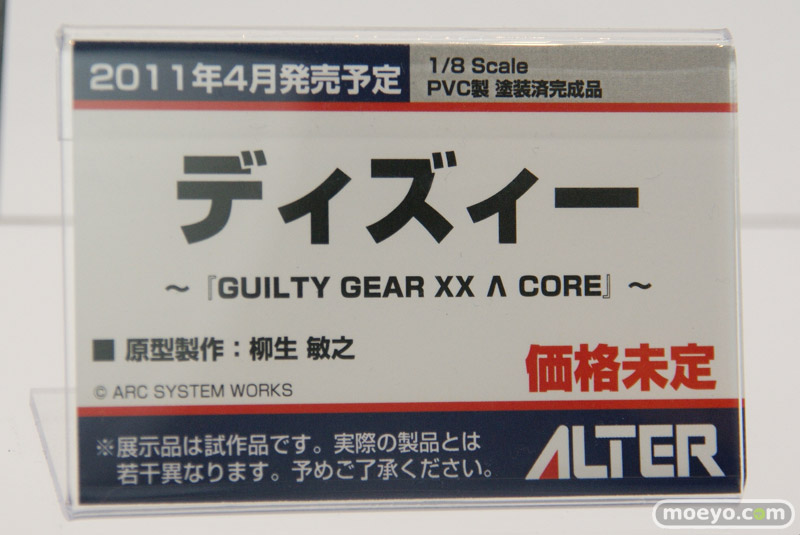 2011年4月発売予定
1/8 Scale
PVC製 塗装済完成品
ディズィー
～『GUILTY GEAR XX Λ CORE』～
■ 原型製作：柳生 敏之
価格未定
© ARC SYSTEM WORKS
※展示品は試作品です。実際の製品とは
若干異なります。予めご了承ください。
ALTER
moeyo.com